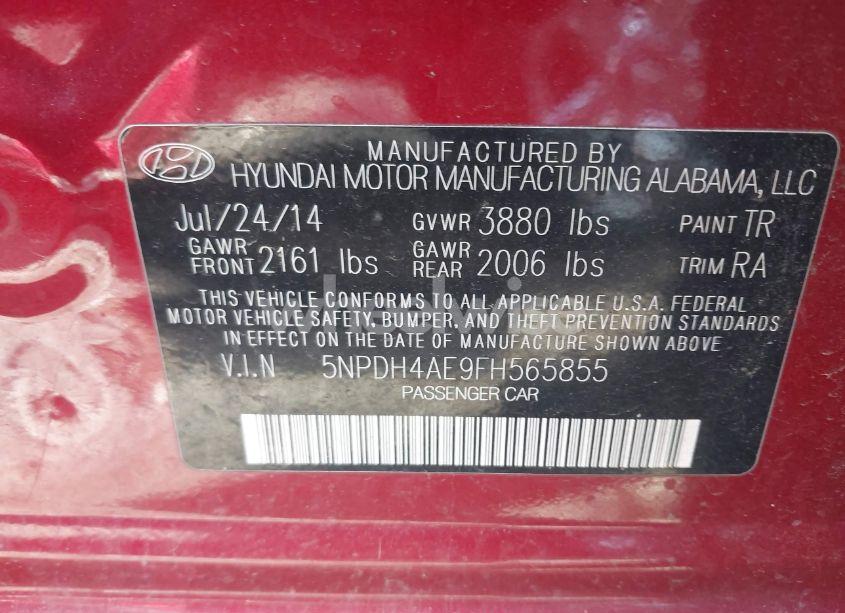 MANUFACTURED BY
HYUNDAI MOTOR MANUFACTURING ALABAMA, LLC
Jul/24/14 GVWR 3880 lbs PAINT TR
GAWR FRONT 2161 lbs GAWR REAR 2006 lbs TRIM RA
THIS VEHICLE CONFORMS TO ALL APPLICABLE U.S.A. FEDERAL
MOTOR VEHICLE SAFETY, BUMPER, AND THEFT PREVENTION STANDARDS
IN EFFECT ON THE DATE OF MANUFACTURE SHOWN ABOVE.
V.I.N 5NPDH4AE9FH565855
PASSENGER CAR